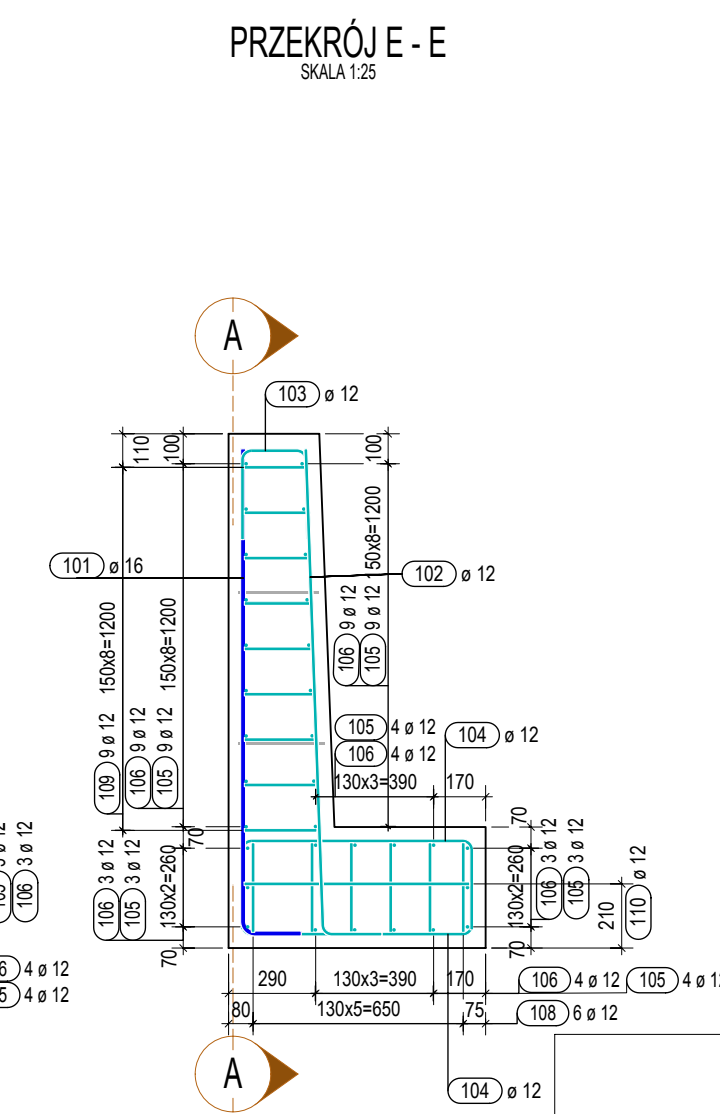 PRZEKRÓJ E - E
SKALA 1:25
A
103 ø 12
110
100
100
101 ø 16
102 ø 12
150x8=1200
150x8=1200
150x8=1200
106 9 ø 12
105 9 ø 12
109 9 ø 12
106 9 ø 12
105 9 ø 12
105 4 ø 12
106 4 ø 12
104 ø 12
130x3=390
170
70
70
106 3 ø 12
105 3 ø 12
130x2=260
130x2=260
106 3 ø 12
105 3 ø 12
210
110 ø 12
70
70
3 ø 12
106 3 ø 12
4 ø 12
4 ø 12
290
130x3=390
170
106 4 ø 12
105 4 ø 12
80
130x5=650
75
108 6 ø 12
A
104 ø 12